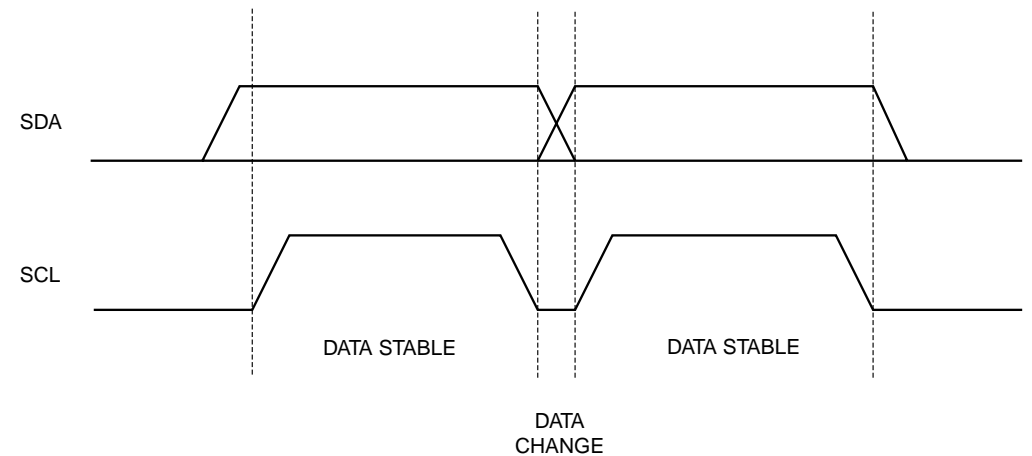 SDA
SCL
DATA STABLE
DATA STABLE
DATA
CHANGE